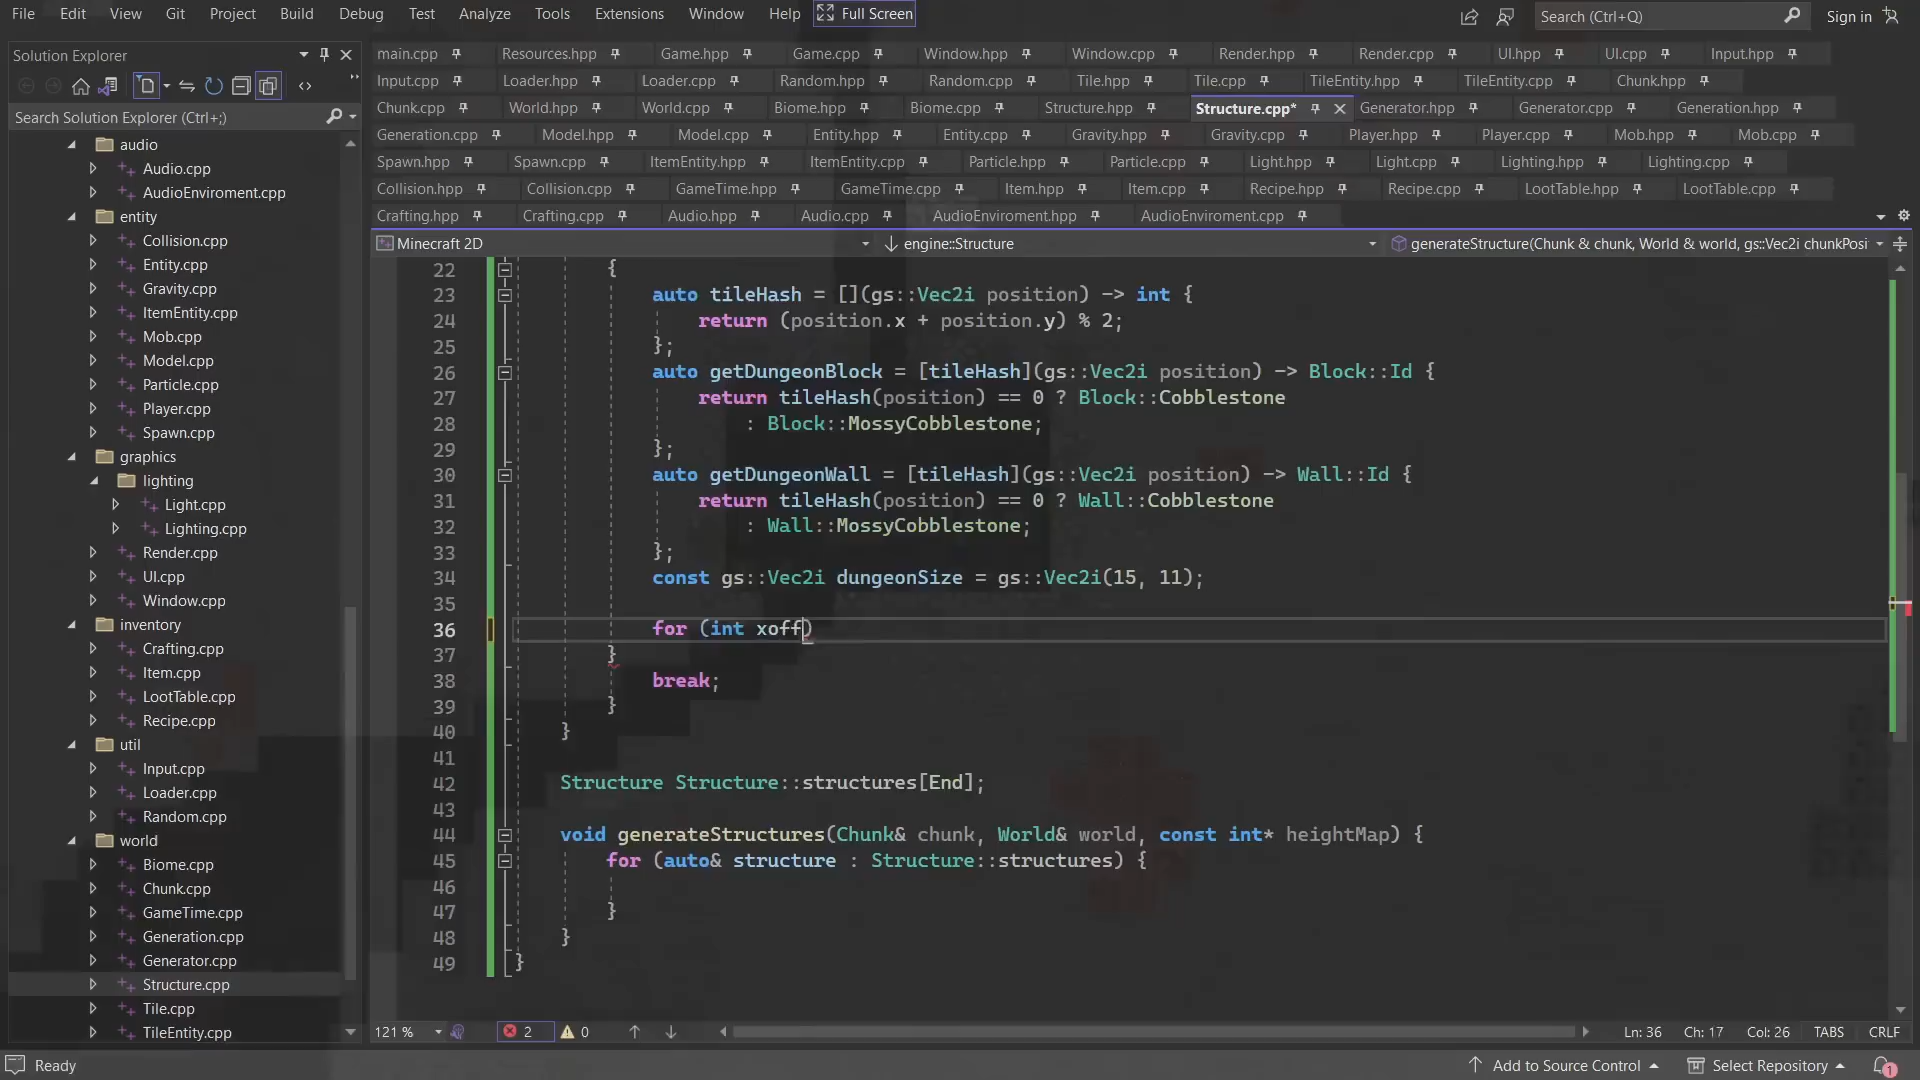 File Edit View Git Project Build Debug Test Analyze Tools Extensions Window Help Full Screen Search (Ctrl+Q) Sign in
Solution Explorer
Search Solution Explorer (Ctrl+;)
audio
Audio.cpp
AudioEnviroment.cpp
entity
Collision.cpp
Entity.cpp
Gravity.cpp
ItemEntity.cpp
Mob.cpp
Model.cpp
Particle.cpp
Player.cpp
Spawn.cpp
graphics
lighting
Light.cpp
Lighting.cpp
Render.cpp
UI.cpp
Window.cpp
inventory
Crafting.cpp
Item.cpp
LootTable.cpp
Recipe.cpp
util
Input.cpp
Loader.cpp
Random.cpp
world
Biome.cpp
Chunk.cpp
GameTime.cpp
Generation.cpp
Generator.cpp
Structure.cpp
Tile.cpp
TileEntity.cpp
main.cpp Resources.hpp Game.hpp Game.cpp Window.hpp Window.cpp Render.hpp Render.cpp UI.hpp UI.cpp Input.hpp
Input.cpp Loader.hpp Loader.cpp Random.hpp Random.cpp Tile.hpp Tile.cpp TileEntity.hpp TileEntity.cpp Chunk.hpp
Chunk.cpp World.hpp World.cpp Biome.hpp Biome.cpp Structure.hpp Structure.cpp* Generator.hpp Generator.cpp Generation.hpp
Generation.cpp Model.hpp Model.cpp Entity.hpp Entity.cpp Gravity.hpp Gravity.cpp Player.hpp Player.cpp Mob.hpp Mob.cpp
Spawn.hpp Spawn.cpp ItemEntity.hpp ItemEntity.cpp Particle.hpp Particle.cpp Light.hpp Light.cpp Lighting.hpp Lighting.cpp
Collision.hpp Collision.cpp GameTime.hpp GameTime.cpp Item.hpp Item.cpp Recipe.hpp Recipe.cpp LootTable.hpp LootTable.cpp
Crafting.hpp Crafting.cpp Audio.hpp Audio.cpp AudioEnviroment.hpp AudioEnviroment.cpp
Minecraft 2D engine::Structure generateStructure(Chunk & chunk, World & world, gs::Vec2i chunkPosi
22 {
23 auto tileHash = [](gs::Vec2i position) -> int {
24 return (position.x + position.y) % 2;
25 };
26 auto getDungeonBlock = [tileHash](gs::Vec2i position) -> Block::Id {
27 return tileHash(position) == 0 ? Block::Cobblestone
28 : Block::MossyCobblestone;
29 };
30 auto getDungeonWall = [tileHash](gs::Vec2i position) -> Wall::Id {
31 return tileHash(position) == 0 ? Wall::Cobblestone
32 : Wall::MossyCobblestone;
33 };
34 const gs::Vec2i dungeonSize = gs::Vec2i(15, 11);
35
36 for (int xoff)
37 }
38 break;
39 }
40 }
41
42 Structure Structure::structures[End];
43
44 void generateStructures(Chunk& chunk, World& world, const int* heightMap) {
45 for (auto& structure : Structure::structures) {
46
47 }
48 }
49 }
121 % 2 0 Ln: 36 Ch: 17 Col: 26 TABS CRLF
Ready Add to Source Control Select Repository 1